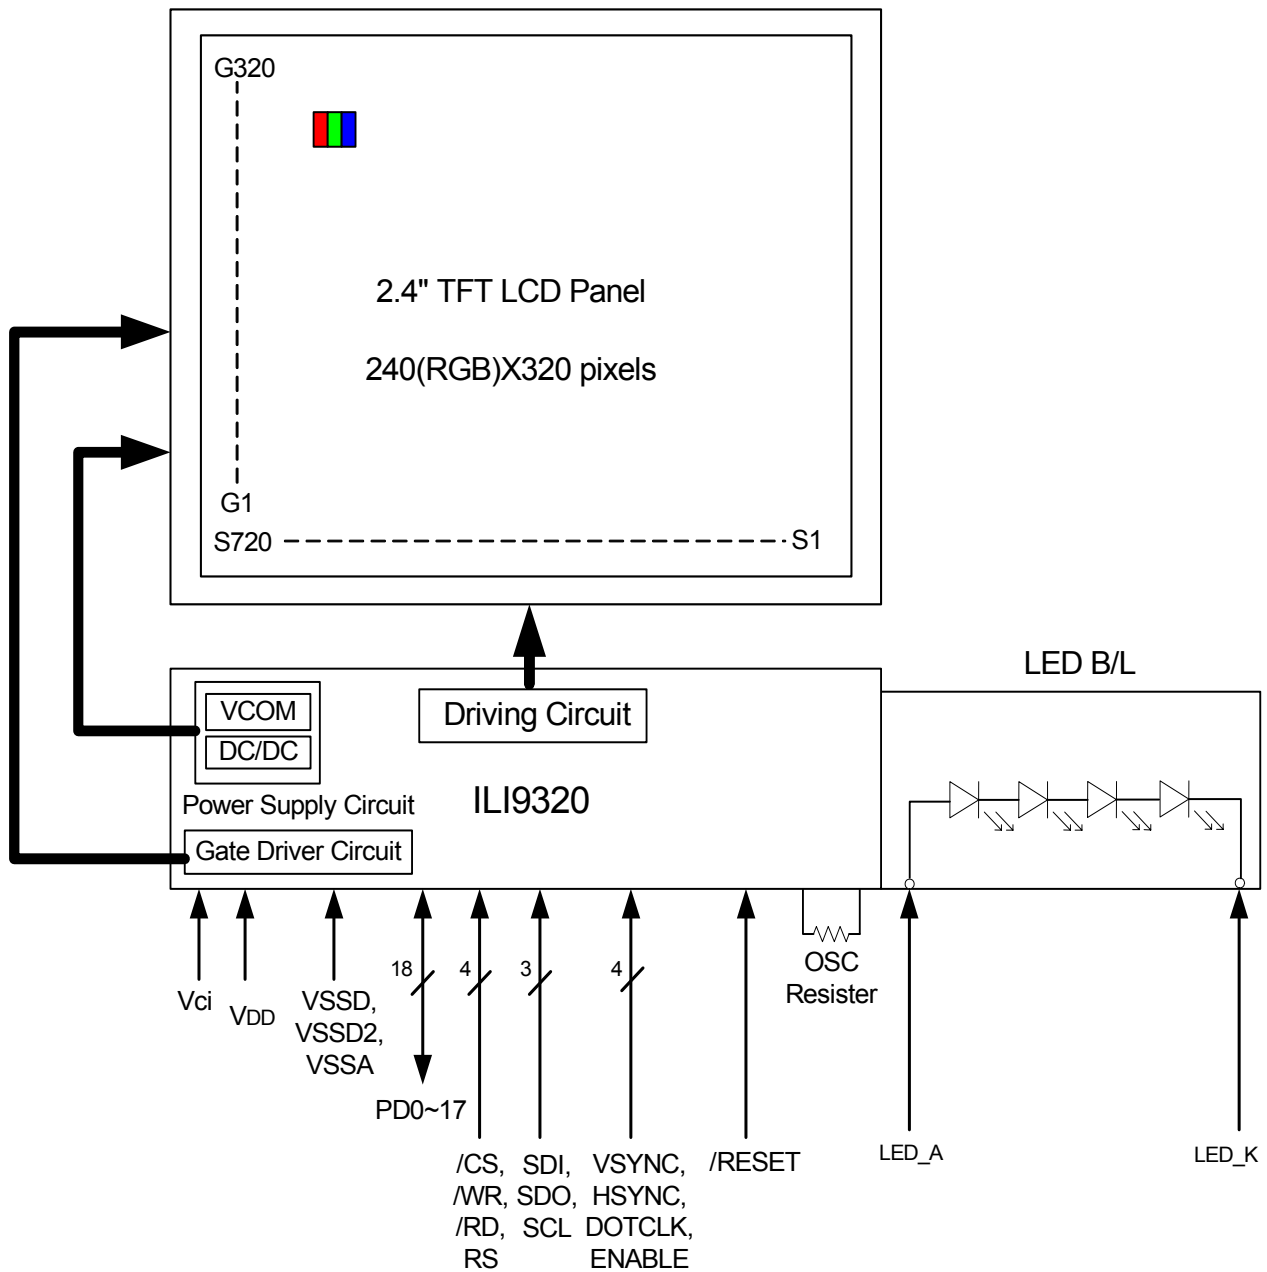 G320
2.4" TFT LCD Panel
240(RGB)X320 pixels
G1
S720
S1
LED B/L
VCOM
DC/DC
Driving Circuit
Power Supply Circuit
ILI9320
Gate Driver Circuit
18
4
3
4
OSC
Resister
Vci
VDD
VSSD,
VSSD2,
VSSA
PD0~17
/CS,
/WR,
/RD,
RS
SDI,
SDO,
SCL
VSYNC,
HSYNC,
DOTCLK,
ENABLE
/RESET
LED_A
LED_K